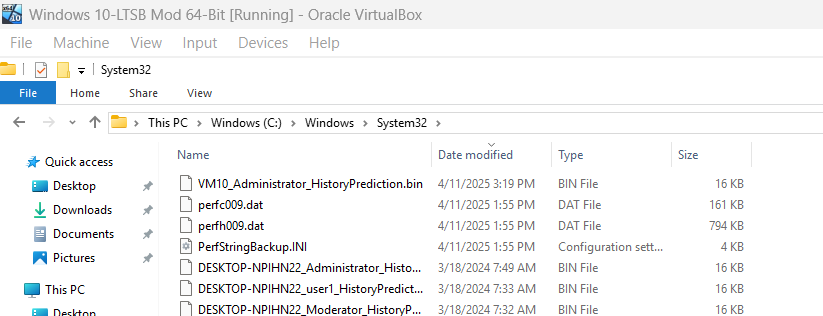 Windows 10-LTSB Mod 64-Bit [Running] - Oracle VirtualBox
File Machine View Input Devices Help
System32
File Home Share View
This PC > Windows (C:) > Windows > System32 >
Name Date modified Type Size
Quick access
Desktop
Downloads
Documents
Pictures
This PC
Desktop
VM10_Administrator_HistoryPrediction.bin 4/11/2025 3:19 PM BIN File 16 KB
perfc009.dat 4/11/2025 1:55 PM DAT File 161 KB
perfh009.dat 4/11/2025 1:55 PM DAT File 794 KB
PerfStringBackup.INI 4/11/2025 1:55 PM Configuration sett... 4 KB
DESKTOP-NPIHN22_Administrator_Histo... 3/18/2024 7:49 AM BIN File 16 KB
DESKTOP-NPIHN22_user1_HistoryPredict... 3/18/2024 7:33 AM BIN File 16 KB
DESKTOP-NPIHN22_Moderator_HistoryP... 3/18/2024 7:32 AM BIN File 16 KB